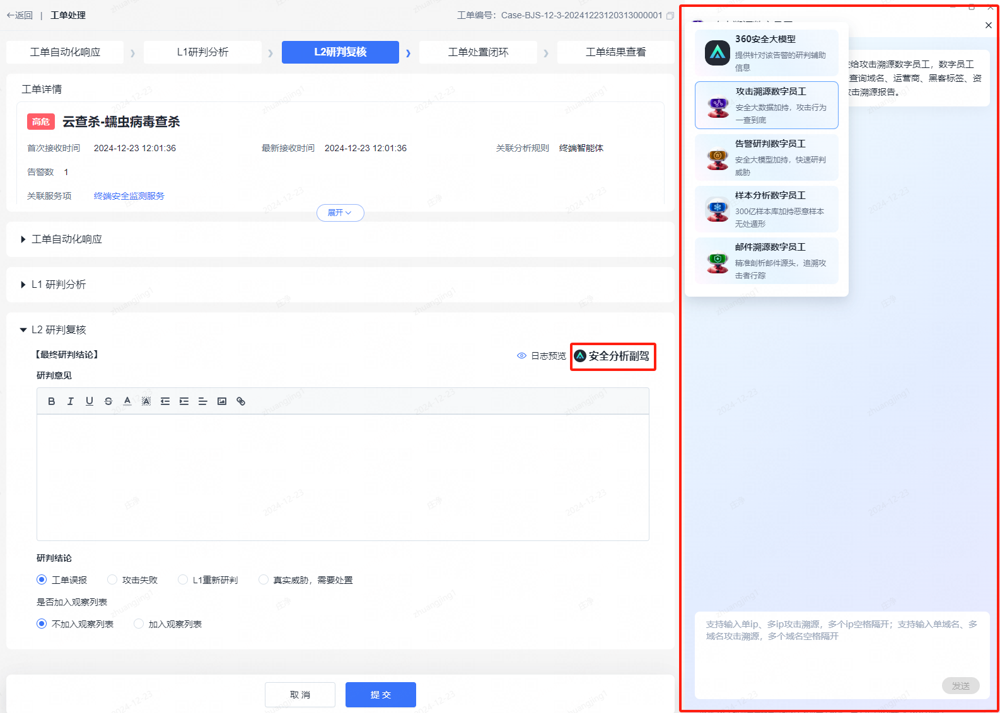 返回 | 工单处理
工单编号：Case-BJS-12-3-20241223120313000001
工单自动化响应
L1研判分析
L2研判复核
工单处置闭环
工单结果查看
工单详情
高危 云查杀-蠕虫病毒查杀
首次接收时间 2024-12-23 12:01:36
最新接收时间 2024-12-23 12:01:36
关联分析规则 终端智能体
告警数 1
关联服务项 终端安全监测服务
展开
工单自动化响应
L1 研判分析
L2 研判复核
【最终研判结论】
日志预览
安全分析副驾
研判意见
研判结论
工单误报
攻击失败
L1重新研判
真实威胁，需要处置
是否加入观察列表
不加入观察列表
加入观察列表
取 消
提 交
360安全大模型
提供针对该告警的研判辅助
信息
攻击溯源数字员工
安全大数据加持，攻击行为
一查到底
告警研判数字员工
安全大模型加持，快速研判
威胁
样本分析数字员工
300亿样本库加持恶意样本
无处遁形
邮件溯源数字员工
精准剖析邮件源头，追溯攻
击者行踪
给攻击溯源数字员工，数字员工
查询域名、运营商、黑客标签、资
击溯源报告。
支持输入单ip、多ip攻击溯源，多个ip空格隔开；支持输入单域名、多
域名攻击溯源，多个域名空格隔开
发送
zhuangjing1
庄净
2024-12-23